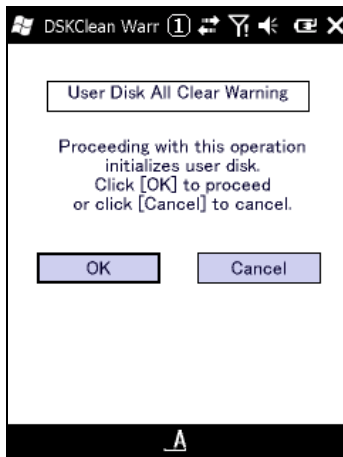 DSKClean Warr 1
User Disk All Clear Warning
Proceeding with this operation
initializes user disk.
Click [OK] to proceed
or click [Cancel] to cancel.
OK Cancel
A